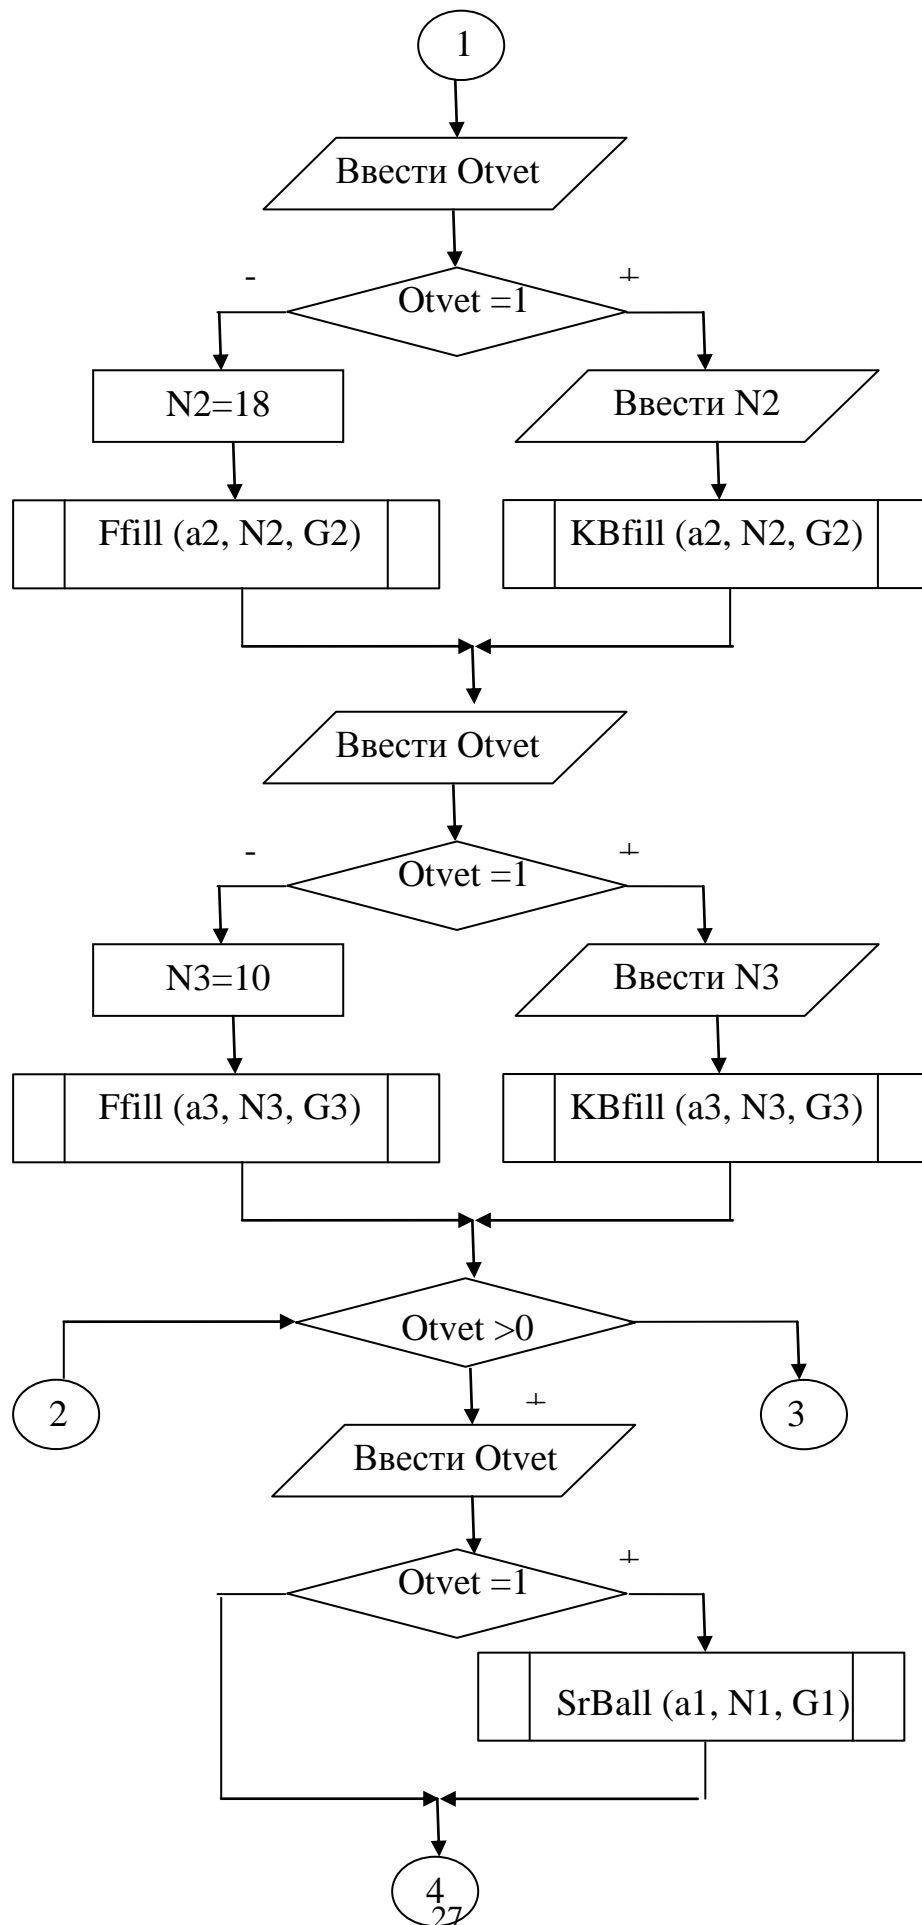 1
Ввести Otvet
- +
Otvet =1
N2=18 Ввести N2
Ffill (a2, N2, G2) KBfill (a2, N2, G2)
Ввести Otvet
- +
Otvet =1
N3=10 Ввести N3
Ffill (a3, N3, G3) KBfill (a3, N3, G3)
Otvet >0
2 3
+
Ввести Otvet
+
Otvet =1
SrBall (a1, N1, G1)
4
27